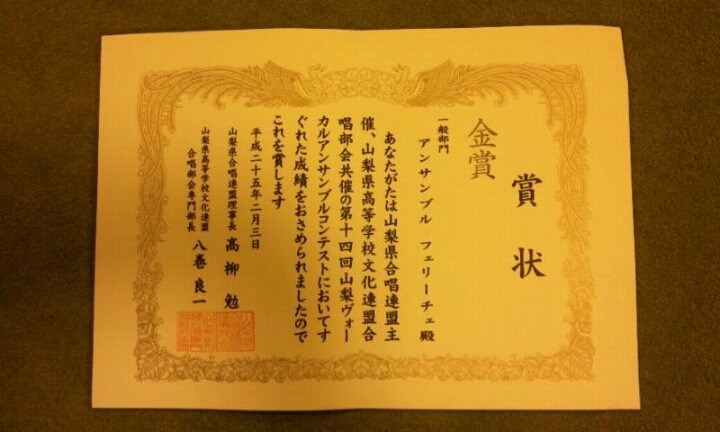 賞状
金賞
一般部門
アンサンブル フェリーチェ殿
あなたがたは山梨県合唱連盟主
催、山梨県高等学校文化連盟合
唱部会共催の第十四回山梨ヴォー
カルアンサンブルコンテストにおいてす
ぐれた成績をおさめられましたので
これを賞します
平成二十五年二月三日
山梨県合唱連盟理事長 高柳 勉
山梨県高等学校文化連盟
合唱部会専門部長 八巻 良一